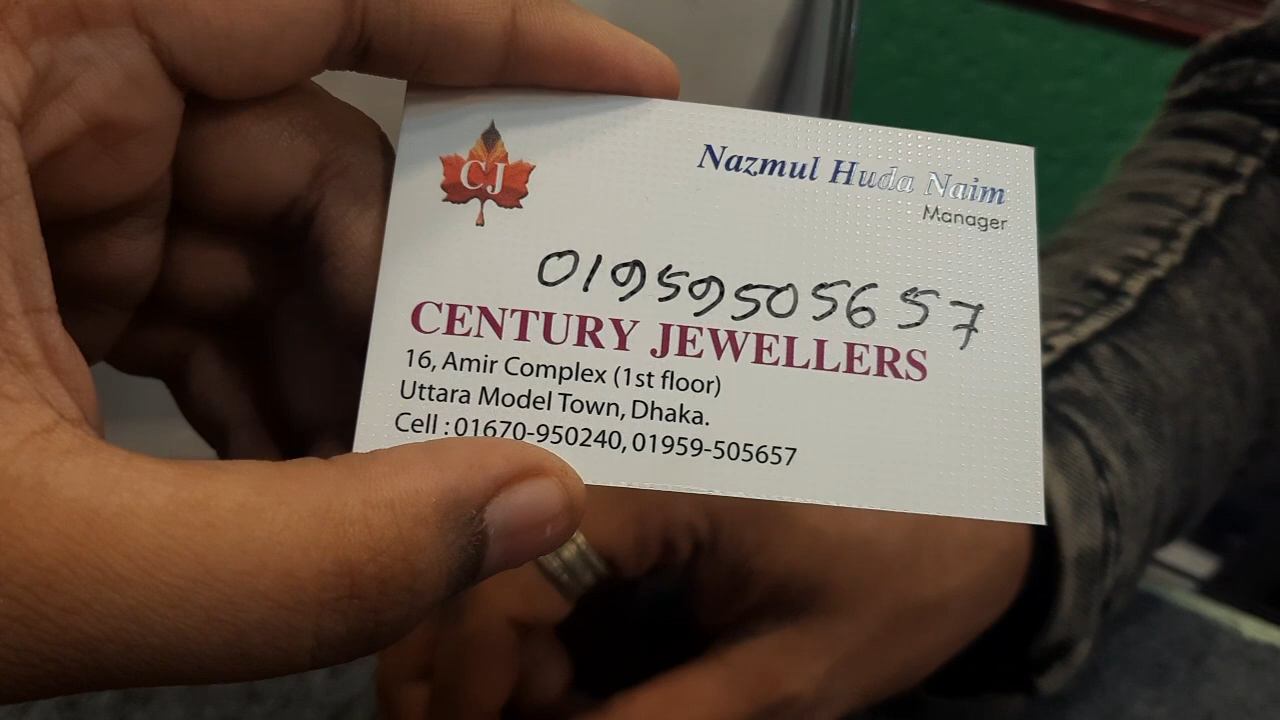 CJ
Nazmul Huda Naim
Manager
01959505657
CENTURY JEWELLERS
16, Amir Complex (1st floor)
Uttara Model Town, Dhaka.
Cell : 01670-950240, 01959-505657